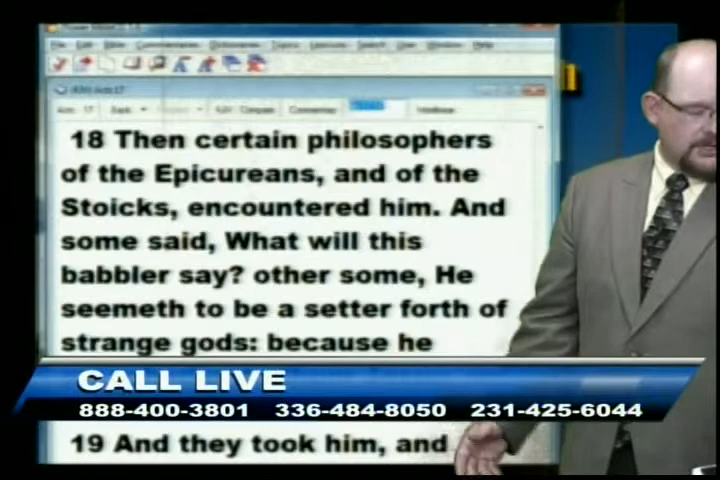 18 Then certain philosophers
of the Epicureans, and of the
Stoicks, encountered him. And
some said, What will this
babbler say? other some, He
seemeth to be a setter forth of
strange gods: because he
CALL LIVE
888-400-3801 336-484-8050 231-425-6044
19 And they took him, and